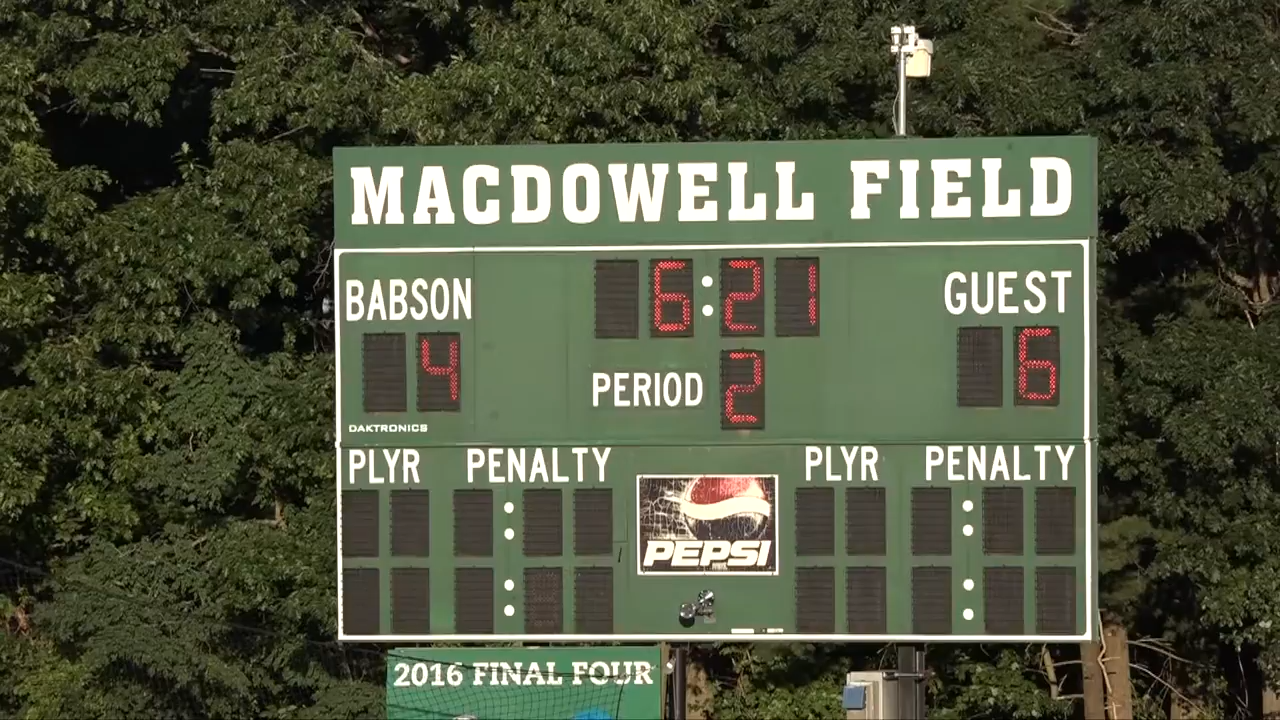 MACDOWELL FIELD
BABSON 6:21 GUEST
4 PERIOD 2 6
DAKTRONICS
PLYR PENALTY PLYR PENALTY
PEPSI
2016 FINAL FOUR